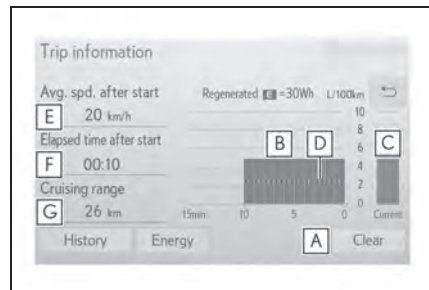 Trip information
Avg. spd. after start
Regenerated E =30Wh L/100km
E 20 km/h
Elapsed time after start
F 00:10
Cruising range
G 26 km
10
8
6
4
2
0
B D C
15min 10 5 0 Current
History Energy A Clear